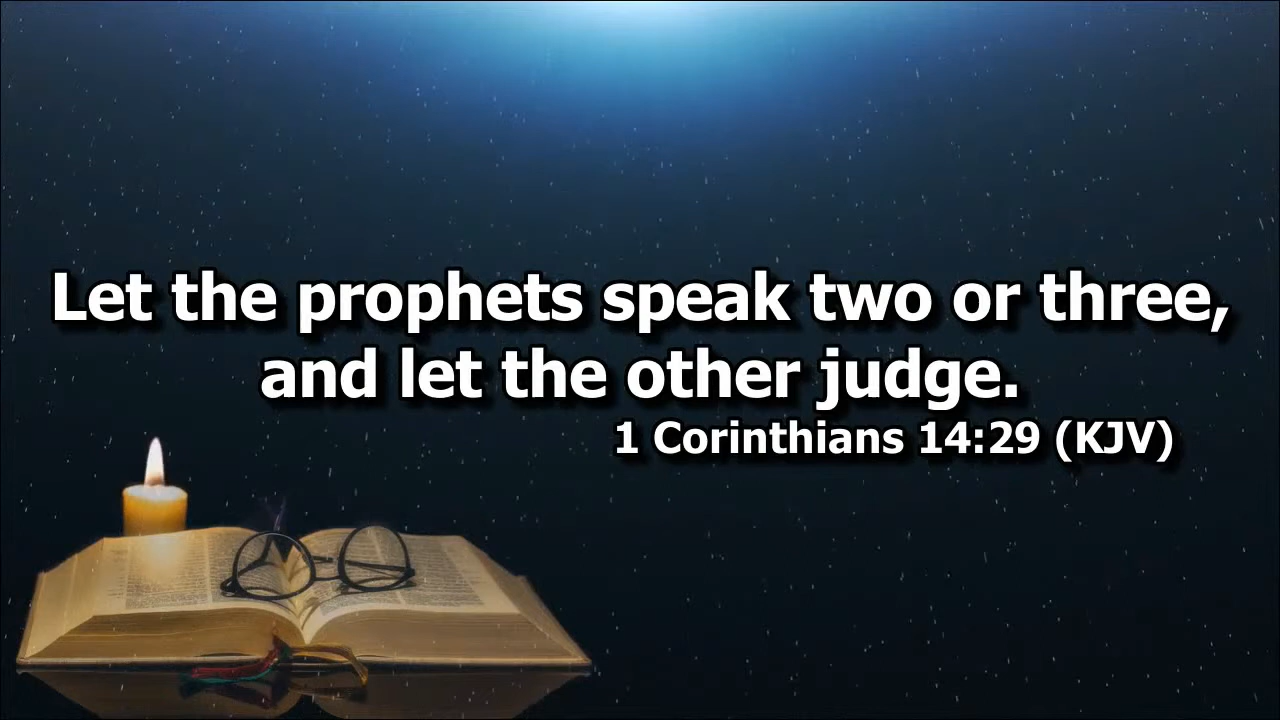 Let the prophets speak two or three,
and let the other judge.
1 Corinthians 14:29 (KJV)